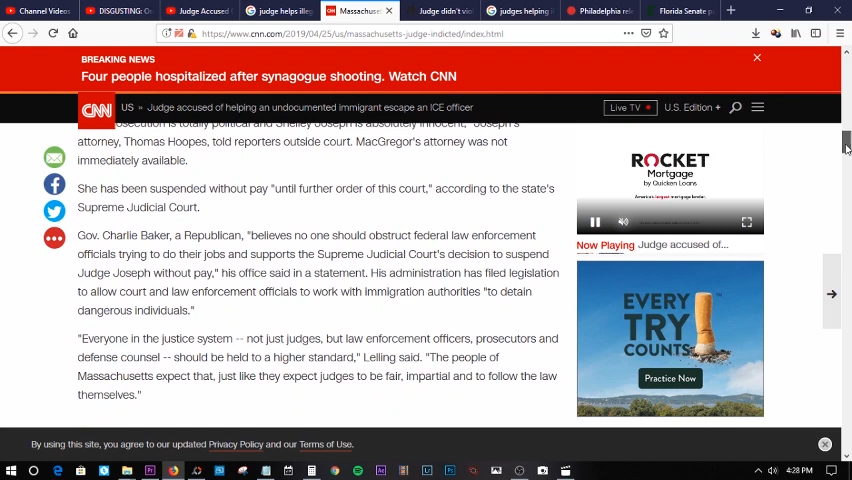 Channel Videos
DISGUSTING: O
Judge Accused
judge helps illeg
Massachuset
Judge didn't vio
judges helping i
Philadelphia rele
Florida Senate p
https://www.cnn.com/2019/04/25/us/massachusetts-judge-indicted/index.html
BREAKING NEWS
Four people hospitalized after synagogue shooting. Watch CNN
CNN
US » Judge accused of helping an undocumented immigrant escape an ICE officer
Live TV
U.S. Edition +
prosecution is totally political and Shelley Joseph is absolutely innocent," Joseph's
attorney, Thomas Hoopes, told reporters outside court. MacGregor's attorney was not
immediately available.
She has been suspended without pay "until further order of this court," according to the state's
Supreme Judicial Court.
Gov. Charlie Baker, a Republican, "believes no one should obstruct federal law enforcement
officials trying to do their jobs and supports the Supreme Judicial Court's decision to suspend
Judge Joseph without pay," his office said in a statement. His administration has filed legislation
to allow court and law enforcement officials to work with immigration authorities "to detain
dangerous individuals."
"Everyone in the justice system -- not just judges, but law enforcement officers, prosecutors and
defense counsel -- should be held to a higher standard," Lelling said. "The people of
Massachusetts expect that, just like they expect judges to be fair, impartial and to follow the law
themselves."
ROCKET
Mortgage
by Quicken Loans
America's largest mortgage lender.
Now Playing Judge accused of...
EVERY
TRY
COUNTS
Practice Now
By using this site, you agree to our updated Privacy Policy and our Terms of Use.
4:28 PM